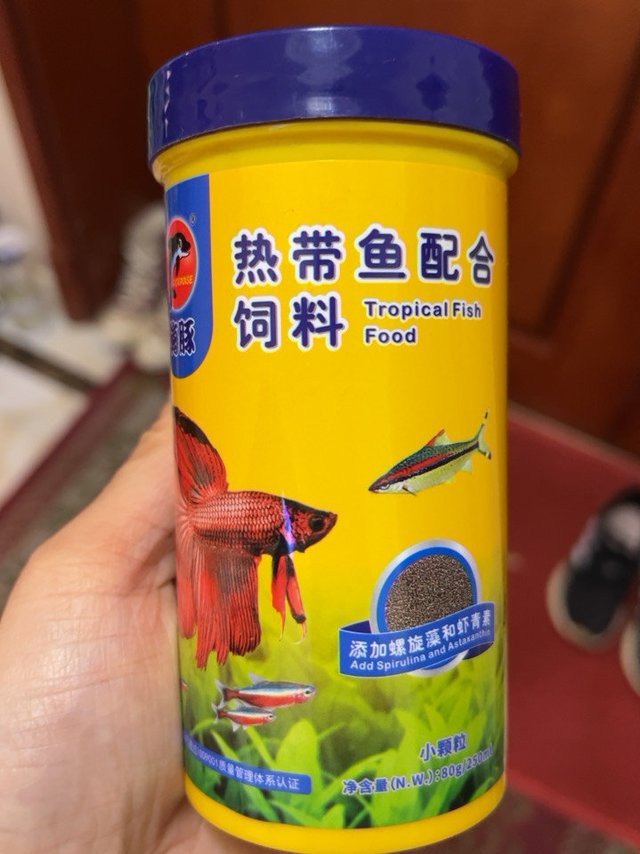 热带鱼配合
饲料 Tropical Fish
Food
添加螺旋藻和虾青素
Add Spirulina and Astaxanthin
小颗粒
净含量(N.W.):80g/250mL
质量管理体系认证